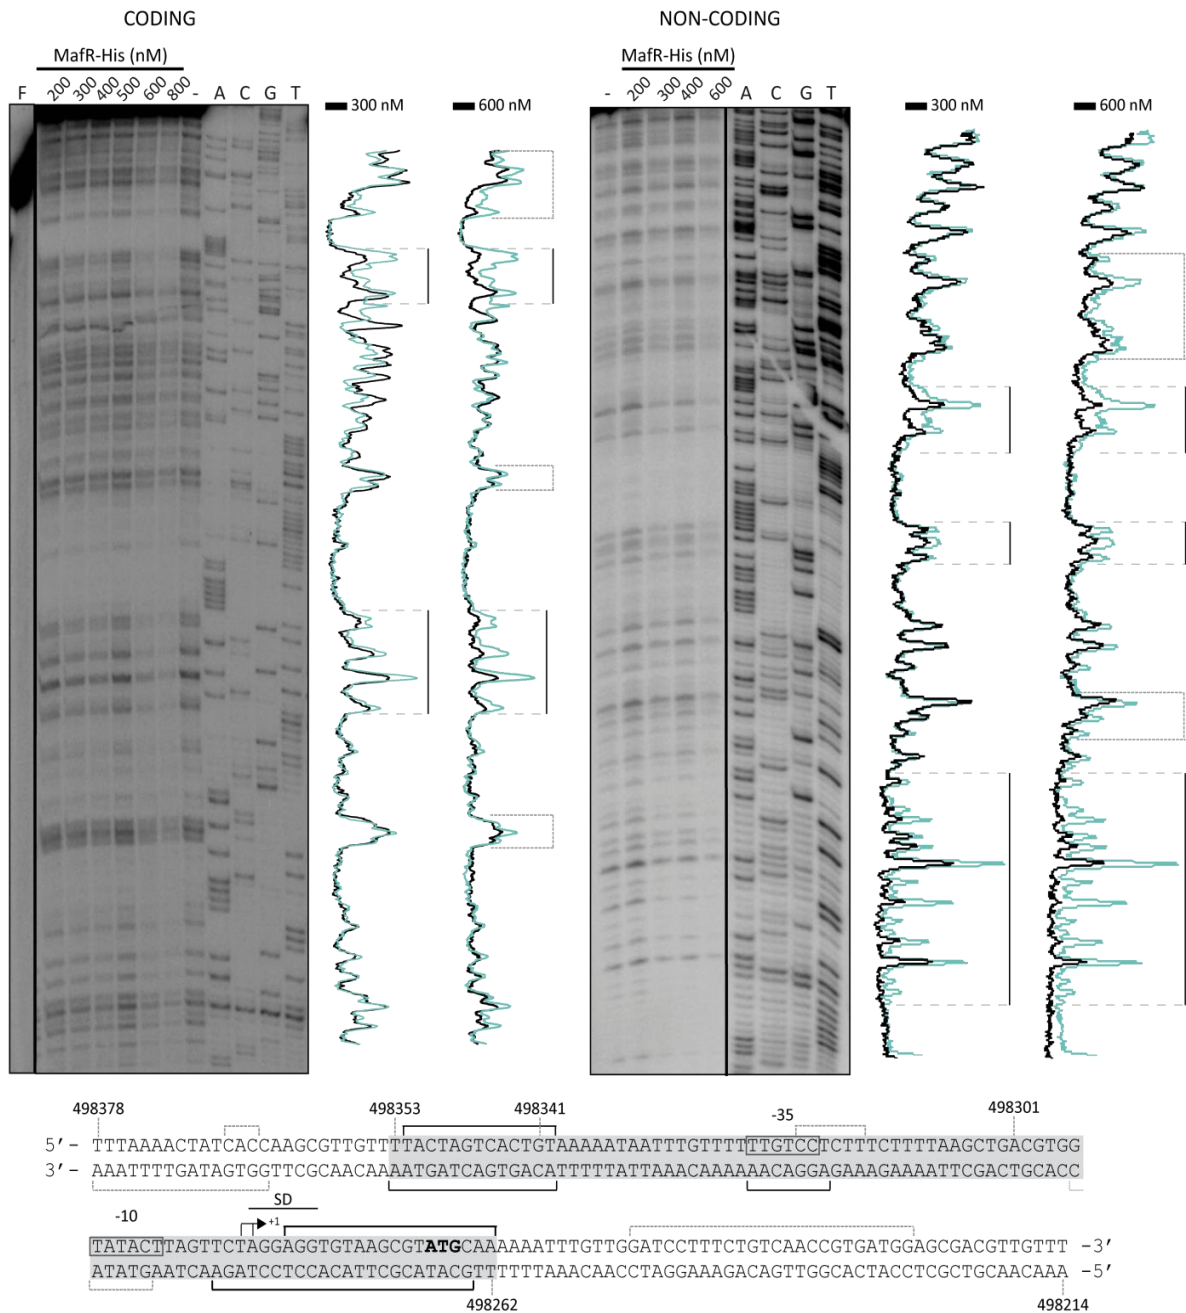 CODING NON-CODING
MafR-His (nM) MafR-His (nM)
F 200 300 400 500 600 800 - A C G T 300 nM 600 nM - 200 300 400 600 A C G T 300 nM 600 nM
498378 498353 498341 -35 498301
5’ - TTTAAAACTATCACCAAGCGTTGTTTTACTAGTCACTGTAAAAATAATTTGTTTTTTGTCCTCTTTCTTTTAAGCTGACGTGG
3’ - AAATTTTGATAGTGGTTCGCAACAAAATGATCAGTGACATTTTTATTAAACAAAAAACAGGAGAAAGAAAATTCGACTGCACC
-10 SD
+1
TATACTTAGTTCTAGGAGGTGTAAGCGTATGCAAAAAATTTGTTGGATCCTTTCTGTCAACCGTGATGGAGCGACGTTGTTT -3’
ATATGAATCAAGATCCTCCACATTCGCATACGTTTTTTAAACAACCTAGGAAAGACAGTTGGCACTACCTCGCTGCAACAAA -5’
498262 498214